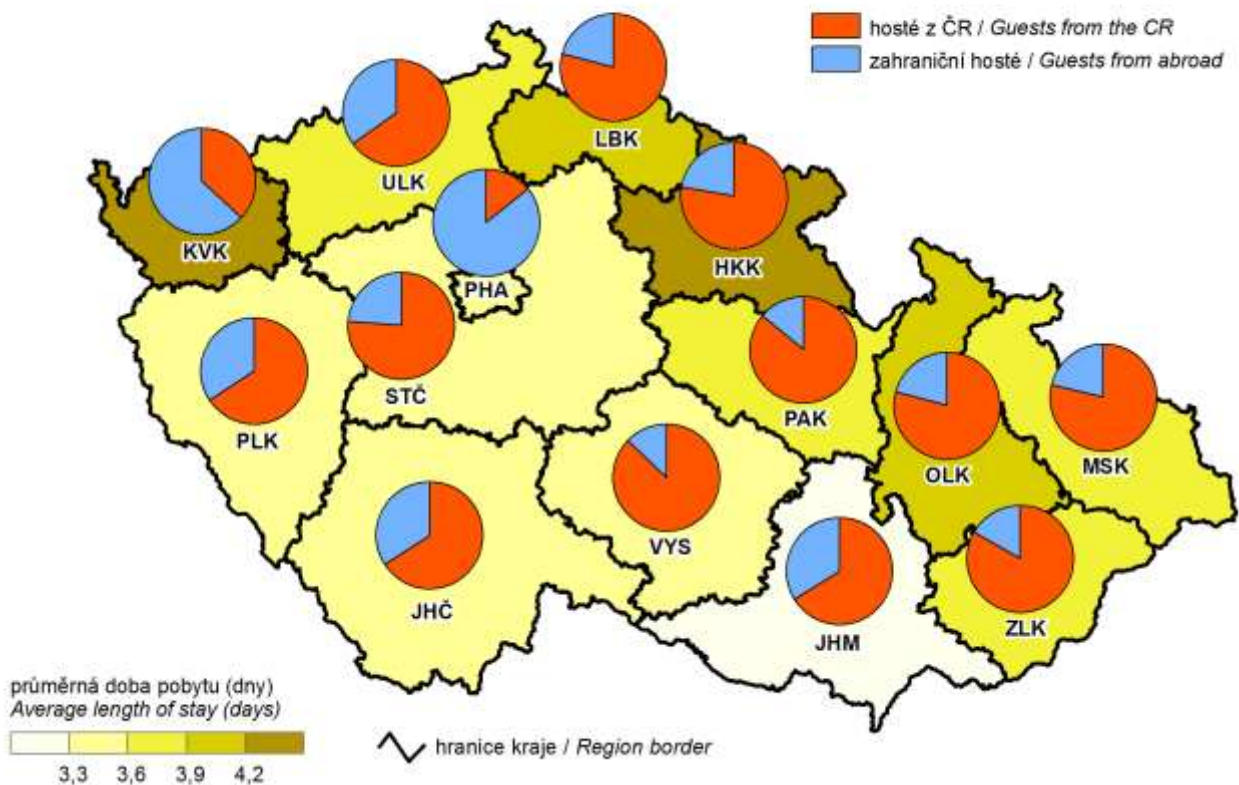 hosté z ČR / Guests from the CR
zahraniční hosté / Guests from abroad
LBK
ULK
KVK
HKK
PHA
STČ
PAK
PLK
OLK
MSK
VYS
JHČ
JHM
ZLK
průměrná doba pobytu (dny)
Average length of stay (days)
3,3 3,6 3,9 4,2
hranice kraje / Region border